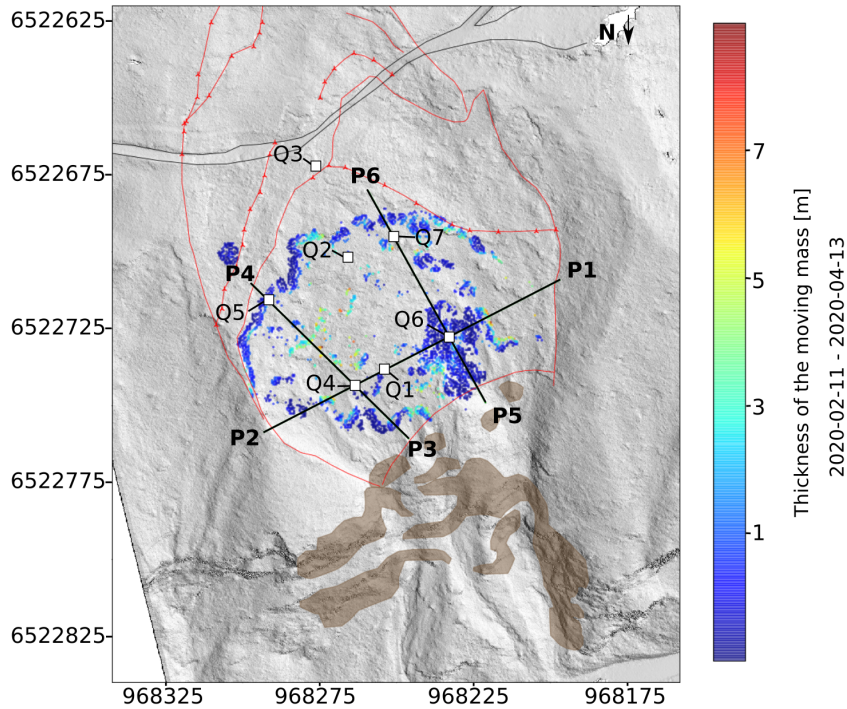 6522625
6522675
6522725
6522775
6522825
968325
968275
968225
968175
N
Q3
P6
Q2
Q7
P4
P1
Q5
Q6
Q4
Q1
P5
P2
P3
7
5
3
1
Thickness of the moving mass [m]
2020-02-11 - 2020-04-13